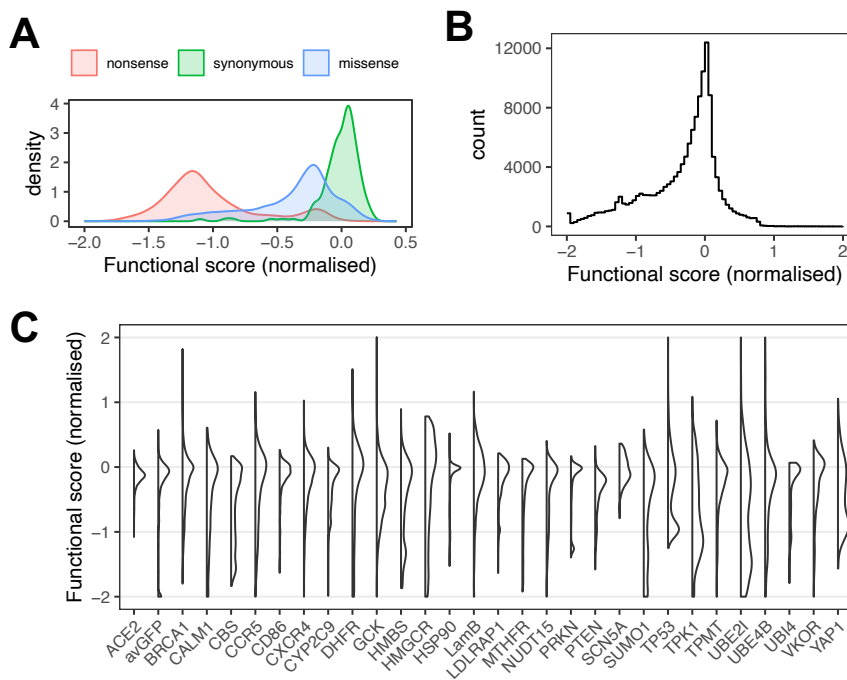 A
nonsense synonymous missense
4
3
2
1
0
density
−2.0 −1.5 −1.0 −0.5 0.0 0.5
Functional score (normalised)
B
12000
8000
4000
0
count
−2 −1 0 1 2
Functional score (normalised)
C
2
1
0
−1
−2
Functional score (normalised)
ACE2
avGFP
BRCA1
CALM1
CBS
CCR5
CD86
CXCR4
CYP2C9
DHFR
GCK
HMBS
HMGCR
HSP90
LamB
LDLRAP1
MTHFR
NUDT15
PRKN
PTEN
SCN5A
SUMO1
TP53
TPK1
TPMT
UBE2I
UBE4B
UBI4
VKOR
YAP1